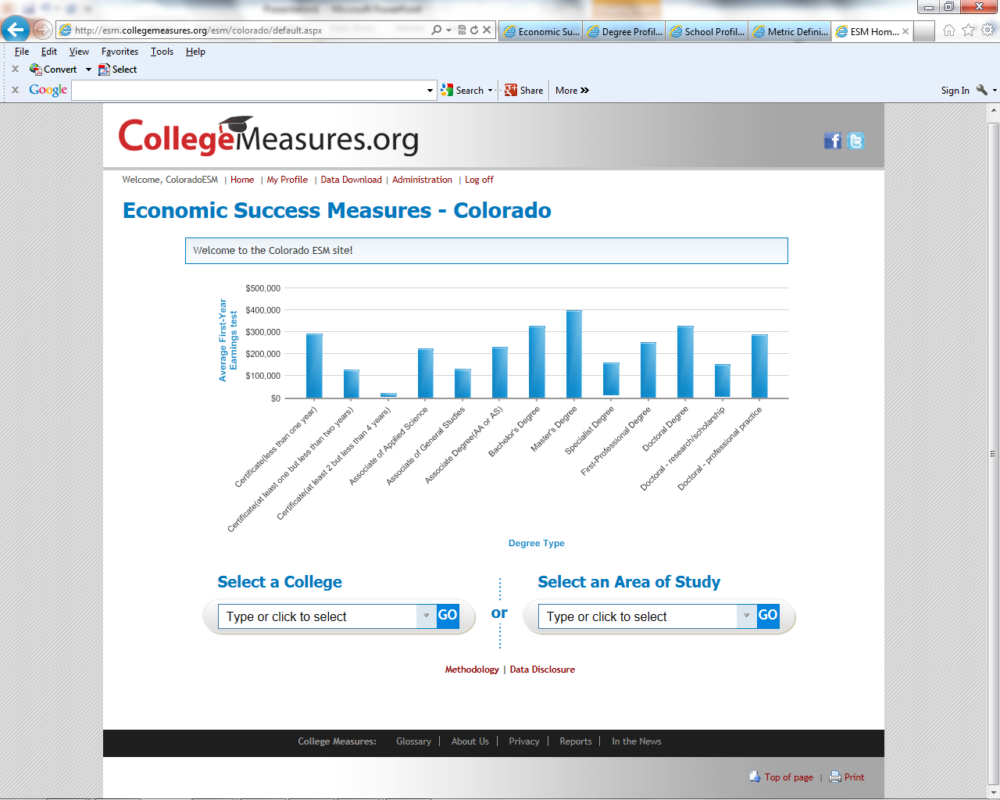 http://esm.collegemeasures.org/esm/colorado/default.aspx
Economic Su...
Degree Profil...
School Profil...
Metric Defini...
ESM Hom...
File Edit View Favorites Tools Help
x Convert Select
x Google Search Share More »
Sign In
CollegeMeasures.org
Welcome, ColoradoESM | Home | My Profile | Data Download | Administration | Log off
Economic Success Measures - Colorado
Welcome to the Colorado ESM site!
Average First-Year
Earnings test
$500,000
$400,000
$300,000
$200,000
$100,000
$0
Certificate(less than one year)
Certificate(at least one but less than two years)
Certificate(at least 2 but less than 4 years)
Associate of Applied Science
Associate of General Studies
Associate Degree(AA or AS)
Bachelor's Degree
Master's Degree
Specialist Degree
First-Professional Degree
Doctoral Degree
Doctoral - research/scholarship
Doctoral - professional practice
Degree Type
Select a College
Type or click to select GO
or
Select an Area of Study
Type or click to select GO
Methodology | Data Disclosure
College Measures: Glossary | About Us | Privacy | Reports | In the News
Top of page | Print